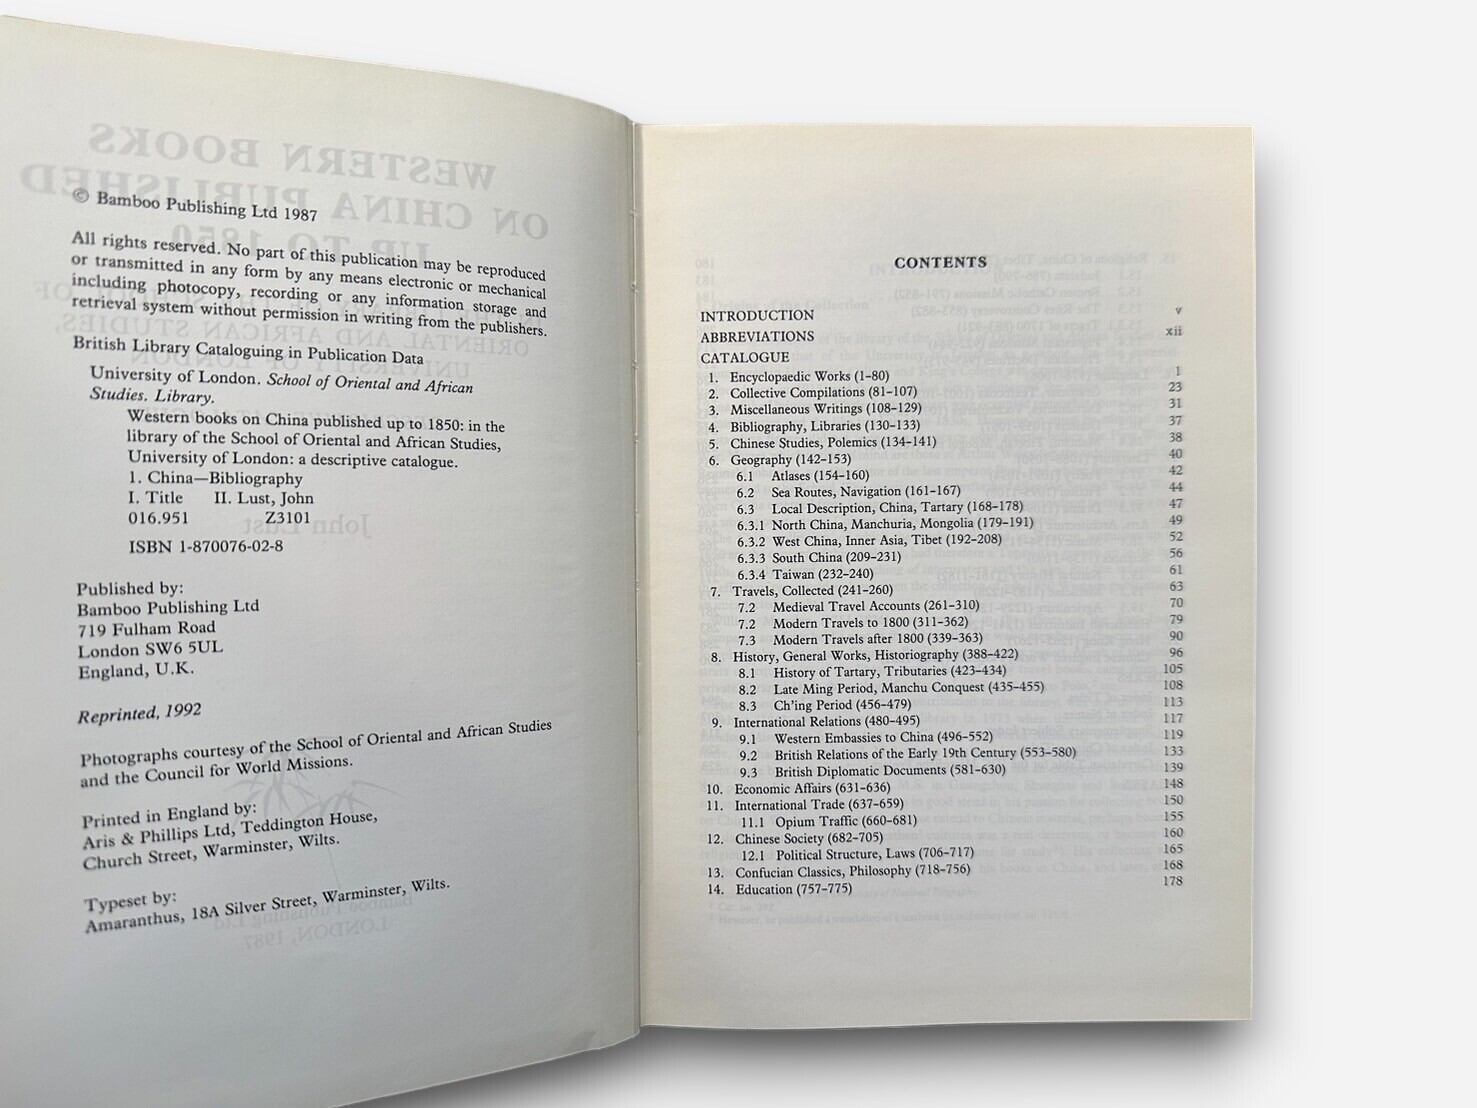 © Bamboo Publishing Ltd 1987
All rights reserved. No part of this publication may be reproduced
or transmitted in any form by any means electronic or mechanical
including photocopy, recording or any information storage and
retrieval system without permission in writing from the publishers.
British Library Cataloguing in Publication Data
University of London. School of Oriental and African
Studies. Library.
Western books on China published up to 1850: in the
library of the School of Oriental and African Studies,
University of London: a descriptive catalogue.
1. China—Bibliography
I. Title II. Lust, John
016.951 Z3101
ISBN 1-870076-02-8
Published by:
Bamboo Publishing Ltd
719 Fulham Road
London SW6 5UL
England, U.K.
Reprinted, 1992
Photographs courtesy of the School of Oriental and African Studies
and the Council for World Missions.
Printed in England by:
Aris & Phillips Ltd, Teddington House,
Church Street, Warminster, Wilts.
Typeset by:
Amaranthus, 18A Silver Street, Warminster, Wilts.
CONTENTS
INTRODUCTION v
ABBREVIATIONS xii
CATALOGUE
1. Encyclopaedic Works (1-80) 1
2. Collective Compilations (81-107) 23
3. Miscellaneous Writings (108-129) 31
4. Bibliography, Libraries (130-133) 37
5. Chinese Studies, Polemics (134-141) 38
6. Geography (142-153) 40
6.1 Atlases (154-160) 42
6.2 Sea Routes, Navigation (161-167) 44
6.3 Local Description, China, Tartary (168-178) 47
6.3.1 North China, Manchuria, Mongolia (179-191) 49
6.3.2 West China, Inner Asia, Tibet (192-208) 52
6.3.3 South China (209-231) 56
6.3.4 Taiwan (232-240) 61
7. Travels, Collected (241-260) 63
7.2 Medieval Travel Accounts (261-310) 70
7.2 Modern Travels to 1800 (311-362) 79
7.3 Modern Travels after 1800 (339-363) 90
8. History, General Works, Historiography (388-422) 96
8.1 History of Tartary, Tributaries (423-434) 105
8.2 Late Ming Period, Manchu Conquest (435-455) 108
8.3 Ch'ing Period (456-479) 113
9. International Relations (480-495) 117
9.1 Western Embassies to China (496-552) 119
9.2 British Relations of the Early 19th Century (553-580) 133
9.3 British Diplomatic Documents (581-630) 139
10. Economic Affairs (631-636) 148
11. International Trade (637-659) 150
11.1 Opium Traffic (660-681) 155
12. Chinese Society (682-705) 160
12.1 Political Structure, Laws (706-717) 165
13. Confucian Classics, Philosophy (718-756) 168
14. Education (757-775) 178